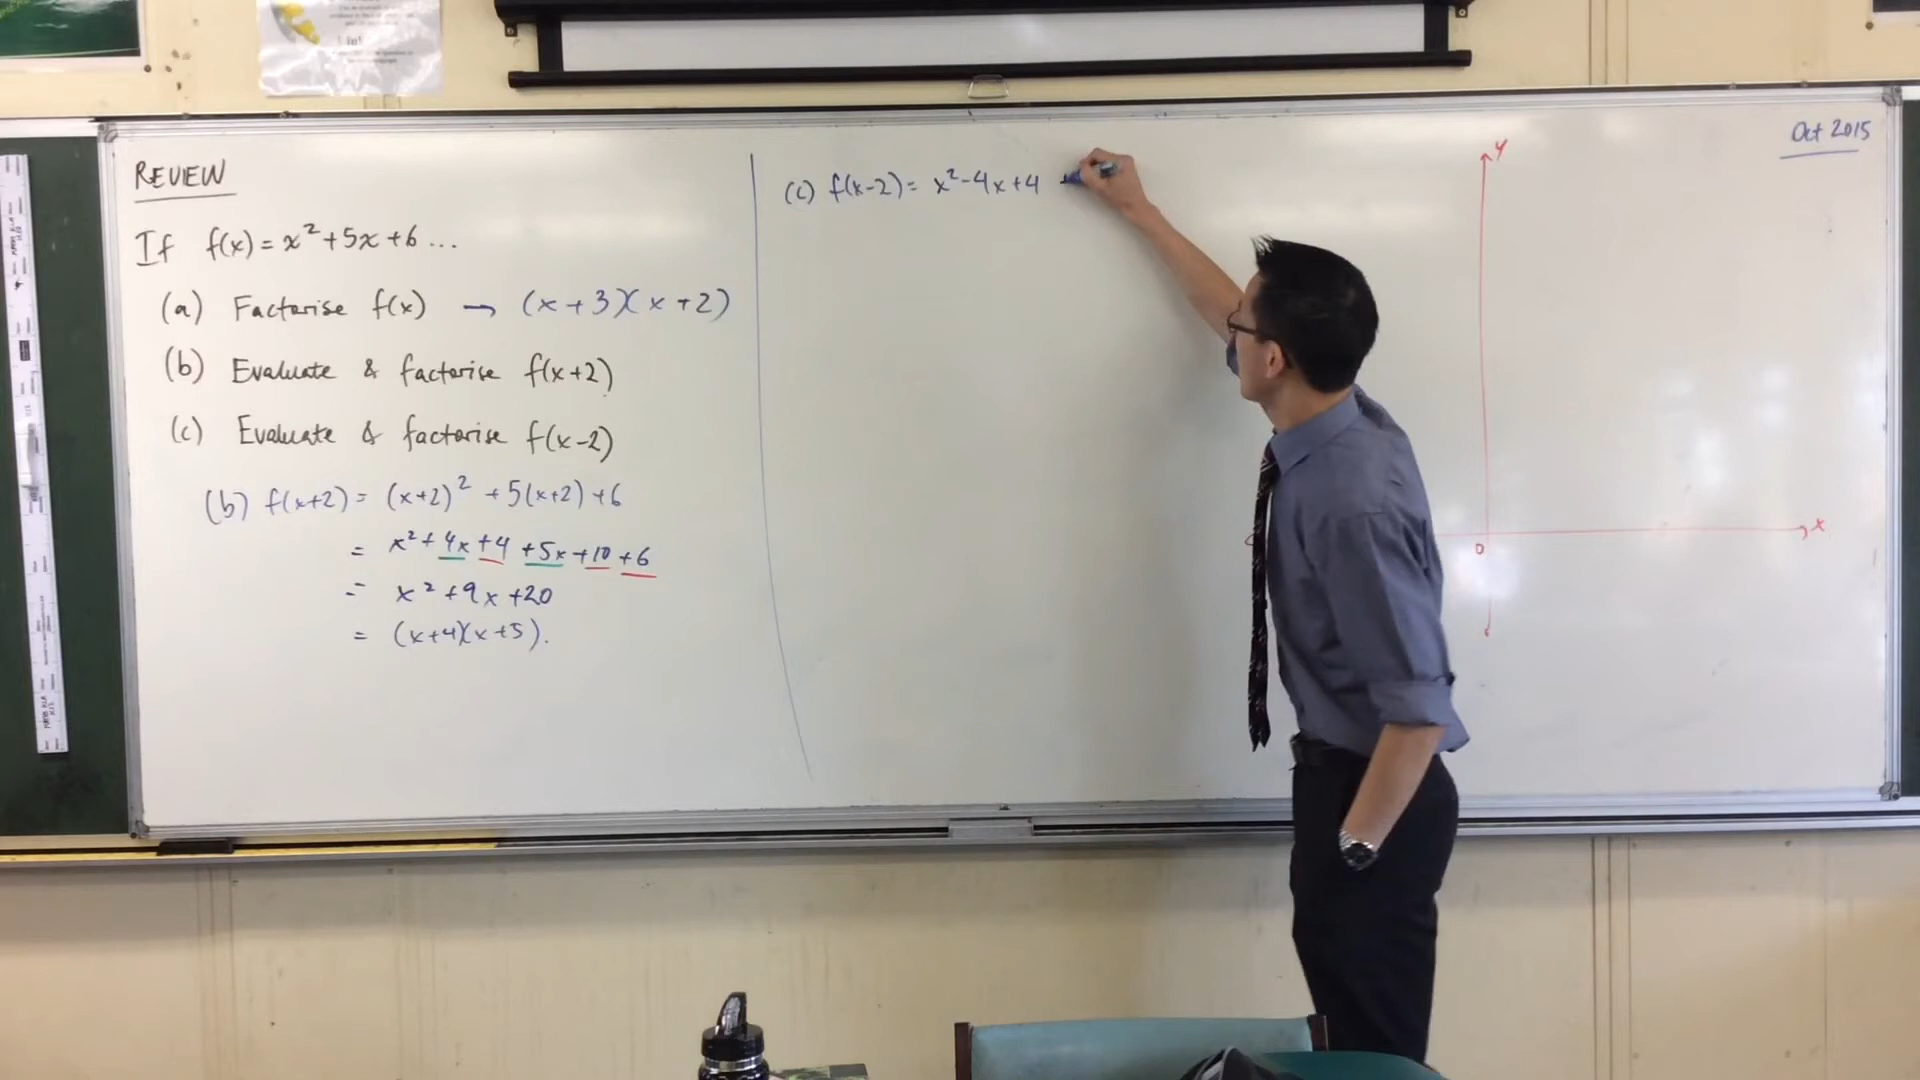 REVIEW
If f(x) = x² + 5x + 6 ...
(a) Factorise f(x) → (x + 3)(x + 2)
(b) Evaluate & factorise f(x+2)
(c) Evaluate & factorise f(x-2)
(b) f(x+2) = (x+2)² + 5(x+2) + 6
= x² + 4x + 4 + 5x + 10 + 6
= x² + 9x + 20
= (x+4)(x+5).
(c) f(x-2) = x² - 4x + 4
y
x
0
Oct 2015